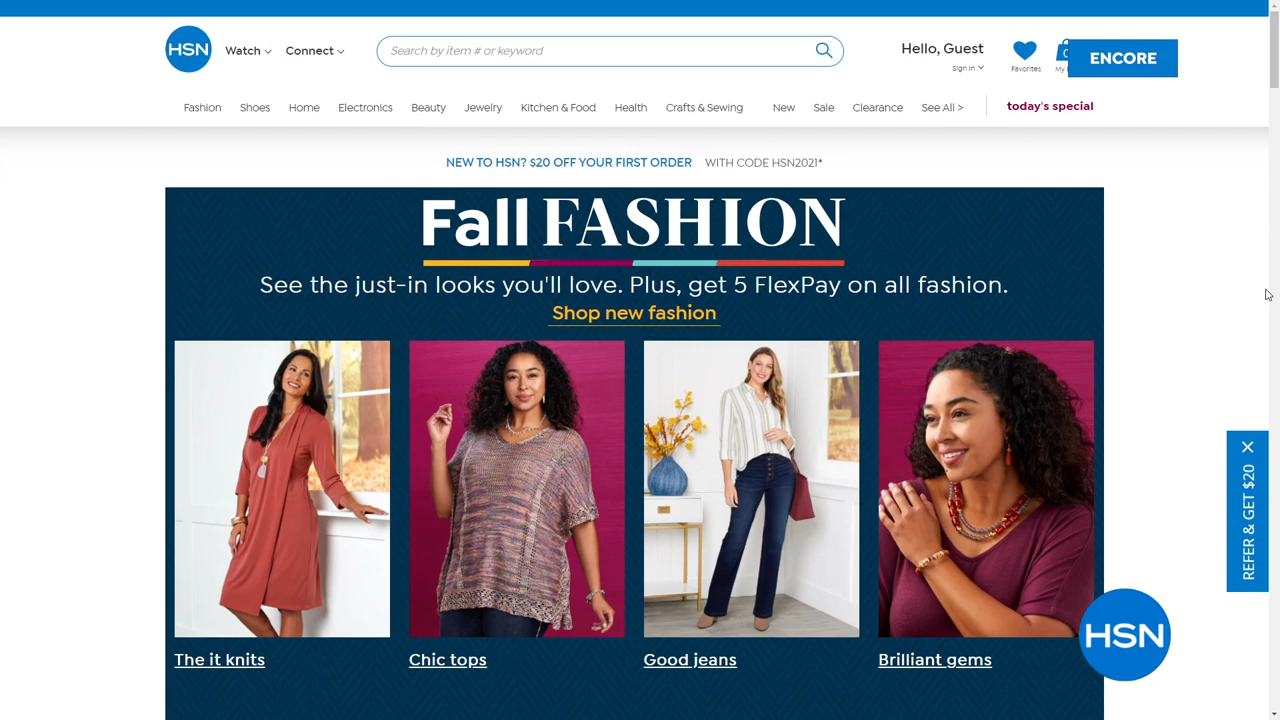 HSN
Watch
Connect
Search by item # or keyword
Hello, Guest
Sign In
Favorites
My
ENCORE
Fashion
Shoes
Home
Electronics
Beauty
Jewelry
Kitchen & Food
Health
Crafts & Sewing
New
Sale
Clearance
See All >
today's special
NEW TO HSN? $20 OFF YOUR FIRST ORDER WITH CODE HSN2021*
Fall FASHION
See the just-in looks you'll love. Plus, get 5 FlexPay on all fashion.
Shop new fashion
The it knits
Chic tops
Good jeans
Brilliant gems
REFER & GET $20
HSN